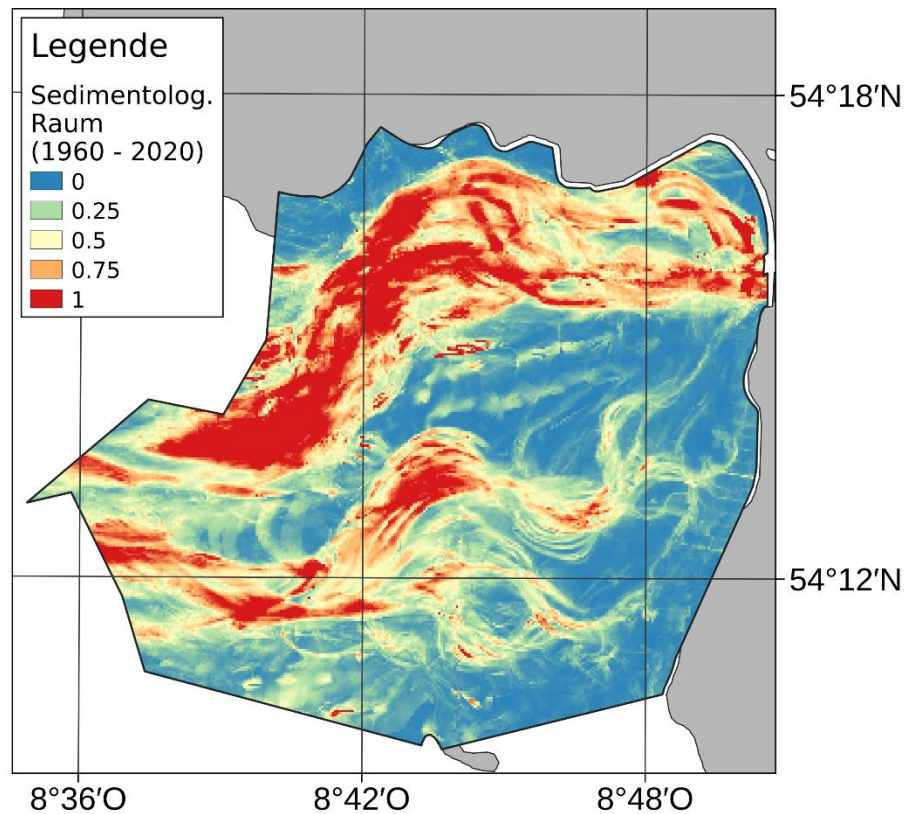 Legende
Sedimentolog.
Raum
(1960 - 2020)
0
0.25
0.5
0.75
1
54°18′N
54°12′N
8°36′O
8°42′O
8°48′O